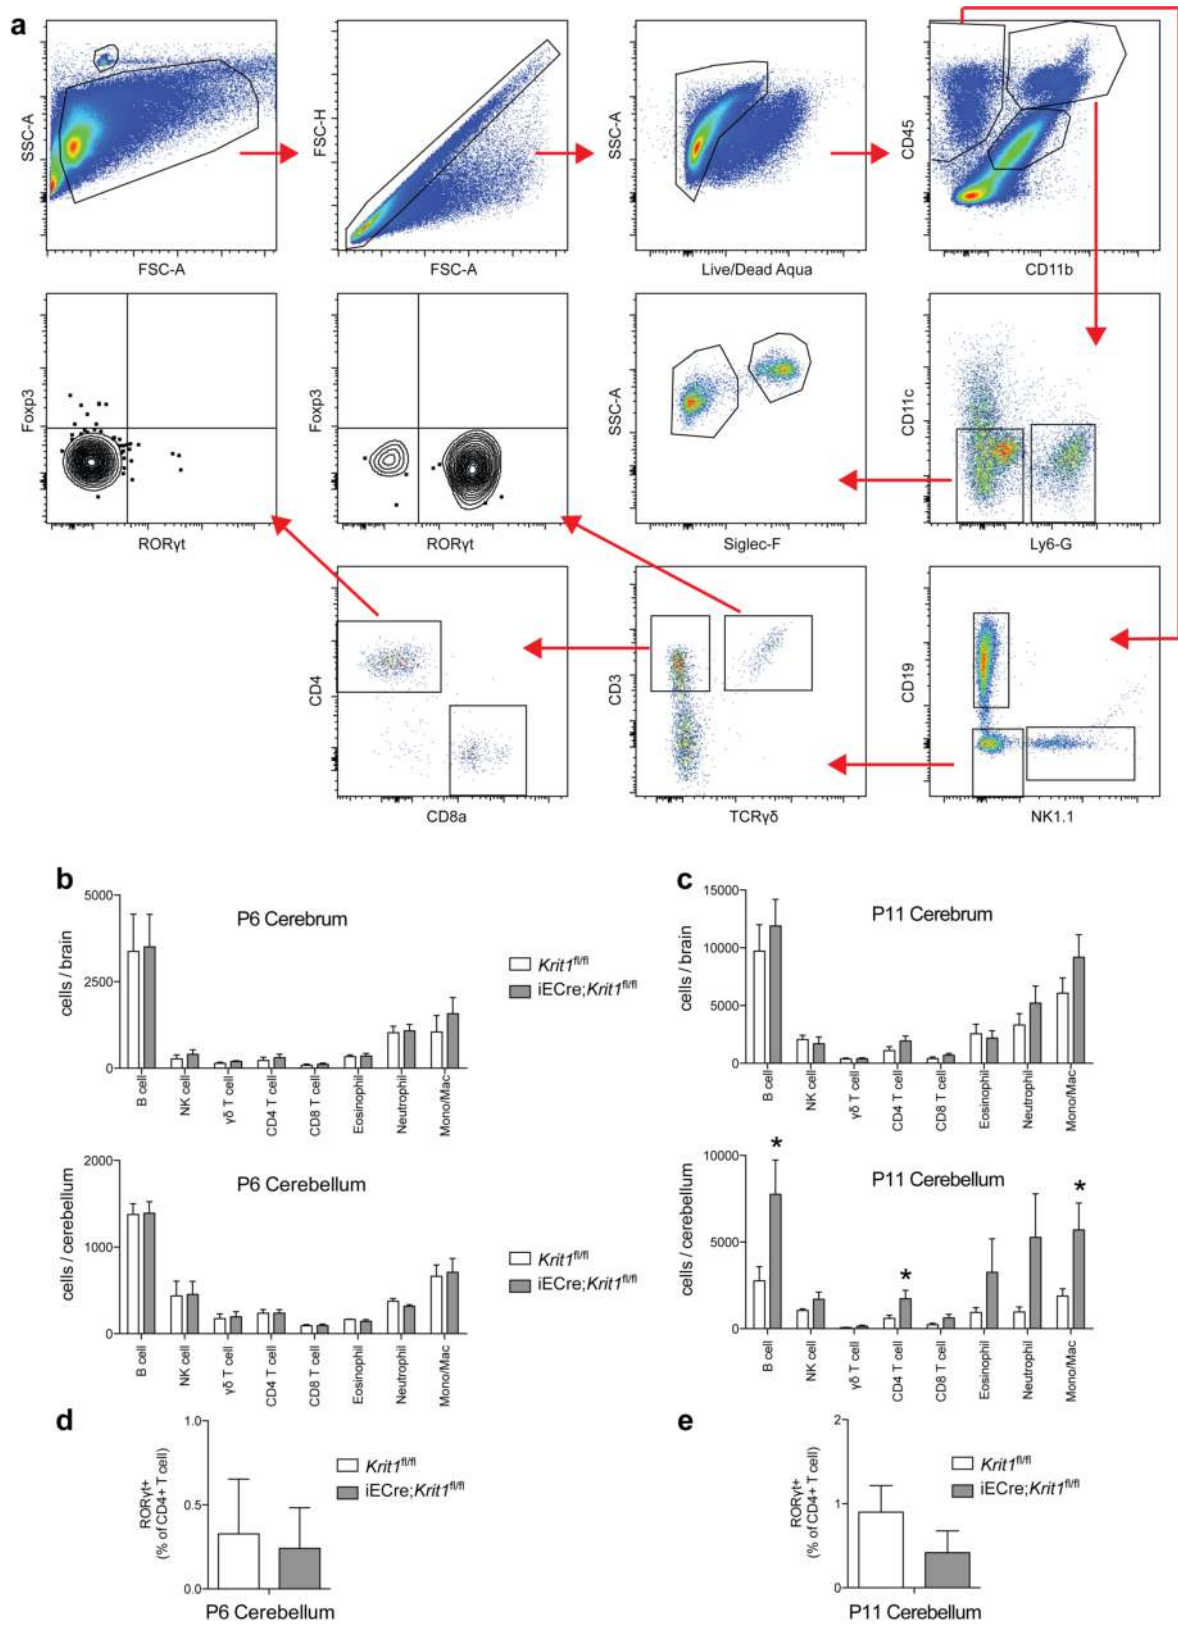 a
SSC-A
FSC-A
FSC-H
FSC-A
SSC-A
Live/Dead Aqua
CD45
CD11b
Foxp3
RORγt
Foxp3
RORγt
SSC-A
Siglec-F
CD11c
Ly6-G
CD4
CD8a
CD3
TCRγδ
CD19
NK1.1
b
P6 Cerebrum
cells / brain
5000
2500
0
B cell
NK cell
γδ T cell
CD4 T cell
CD8 T cell
Eosinophil
Neutrophil
Mono/Mac
Krit1fl/fl
iECre;Krit1fl/fl
P6 Cerebellum
cells / cerebellum
2000
1000
0
B cell
NK cell
γδ T cell
CD4 T cell
CD8 T cell
Eosinophil
Neutrophil
Mono/Mac
Krit1fl/fl
iECre;Krit1fl/fl
c
P11 Cerebrum
cells / brain
15000
10000
5000
0
B cell
NK cell
γδ T cell
CD4 T cell
CD8 T cell
Eosinophil
Neutrophil
Mono/Mac
P11 Cerebellum
cells / cerebellum
10000
5000
0
*
*
*
B cell
NK cell
γδ T cell
CD4 T cell
CD8 T cell
Eosinophil
Neutrophil
Mono/Mac
d
RORγt+
(% of CD4+ T cell)
1.0
0.5
0.0
Krit1fl/fl
iECre;Krit1fl/fl
P6 Cerebellum
e
RORγt+
(% of CD4+ T cell)
2
1
0
Krit1fl/fl
iECre;Krit1fl/fl
P11 Cerebellum